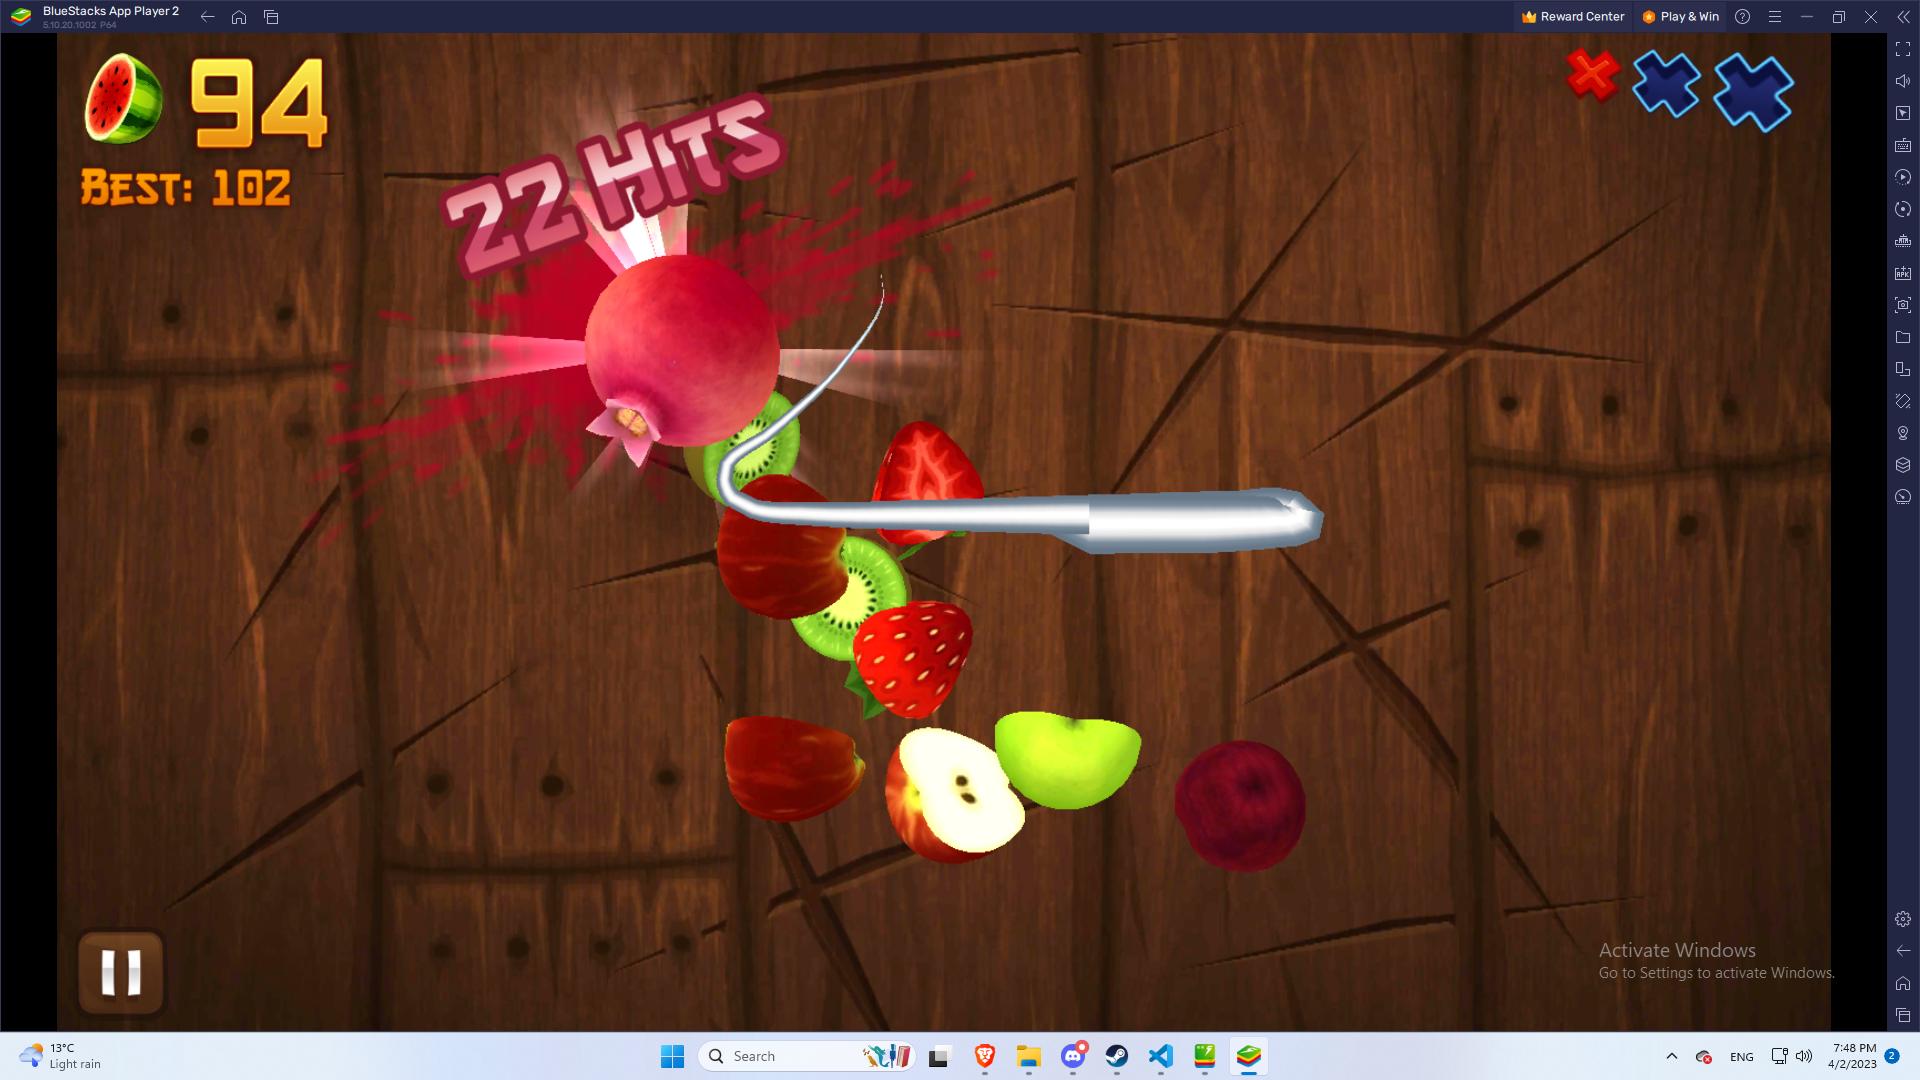 BlueStacks App Player 2
5.10.20.1002 P64
Reward Center
Play & Win
94
BEST: 102
22 HITS
Activate Windows
Go to Settings to activate Windows.
13°C
Light rain
Search
ENG
7:48 PM
4/2/2023
2